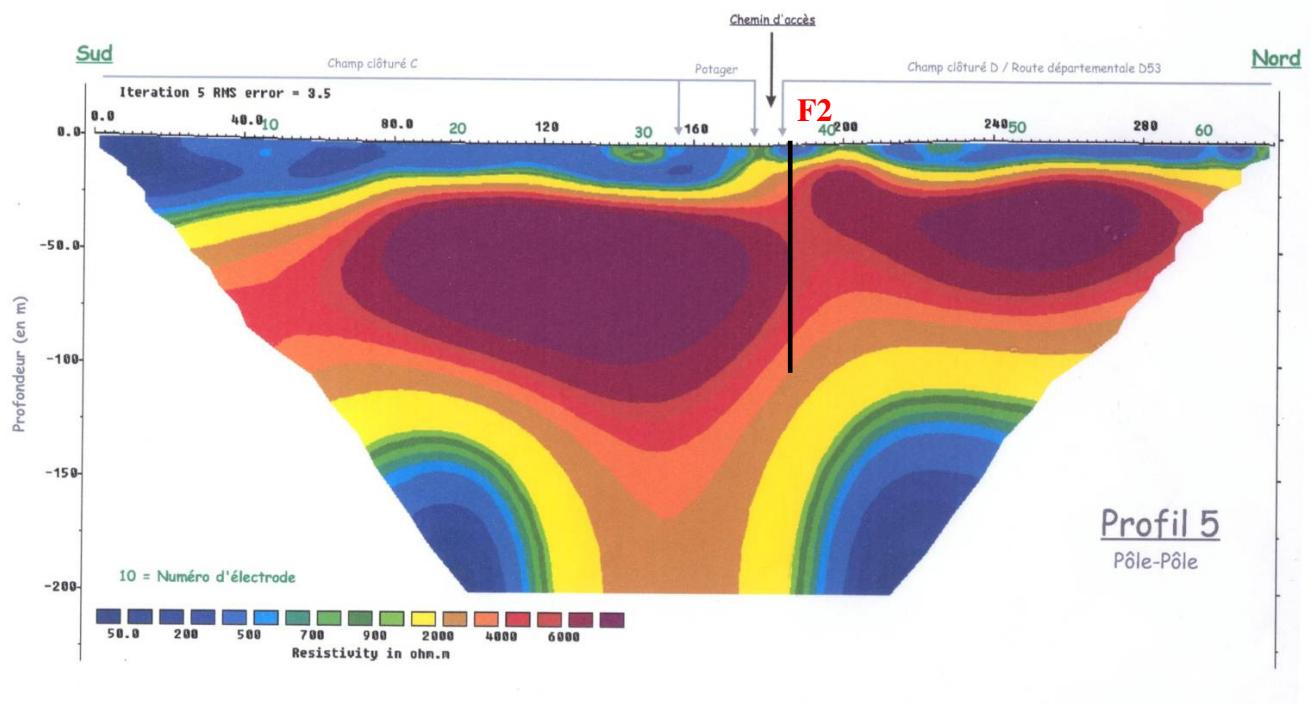 Chemin d'accès
Sud
Nord
Champ clôturé C
Potager
Champ clôturé D / Route départementale D53
Iteration 5 RMS error = 3.5
F2
0.0 40.0 80.0 120 160 200 240 280
10 20 30 40 50 60
0.0
-50.0
-100
-150
-200
Profondeur (en m)
Profil 5
Pôle-Pôle
10 = Numéro d'électrode
50.0 200 500 700 900 2000 4000 6000
Resistivity in ohm.m